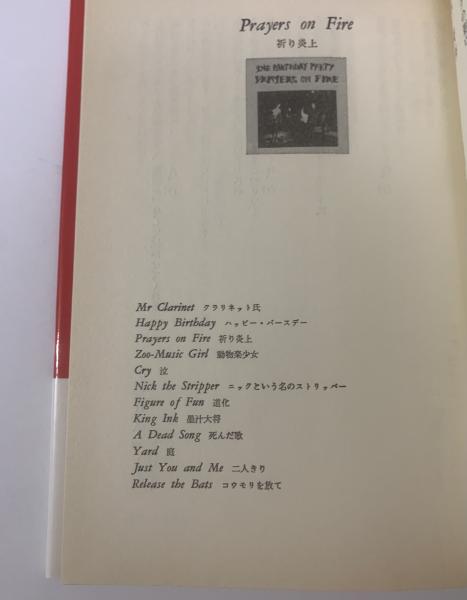 Prayers on Fire
祈り炎上
THE BIRTHDAY PARTY
PRAYERS ON FIRE
Mr Clarinet クラリネット氏
Happy Birthday ハッピー・バースデー
Prayers on Fire 祈り炎上
Zoo-Music Girl 動物楽少女
Cry 泣
Nick the Stripper ニックという名のストリッパー
Figure of Fun 道化
King Ink 墨汁大将
A Dead Song 死んだ歌
Yard 庭
Just You and Me 二人きり
Release the Bats コウモリを放て